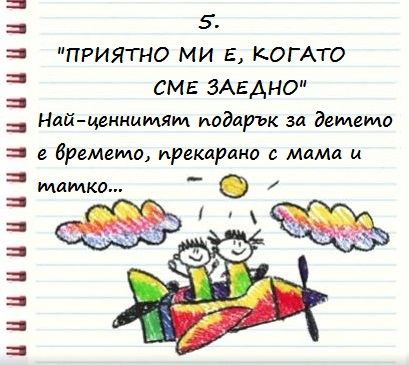 5.
"ПРИЯТНО МИ Е, КОГАТО
СМЕ ЗАЕДНО"
Най-ценнитят подарък за детето
е времето, прекарано с мама и
татко...